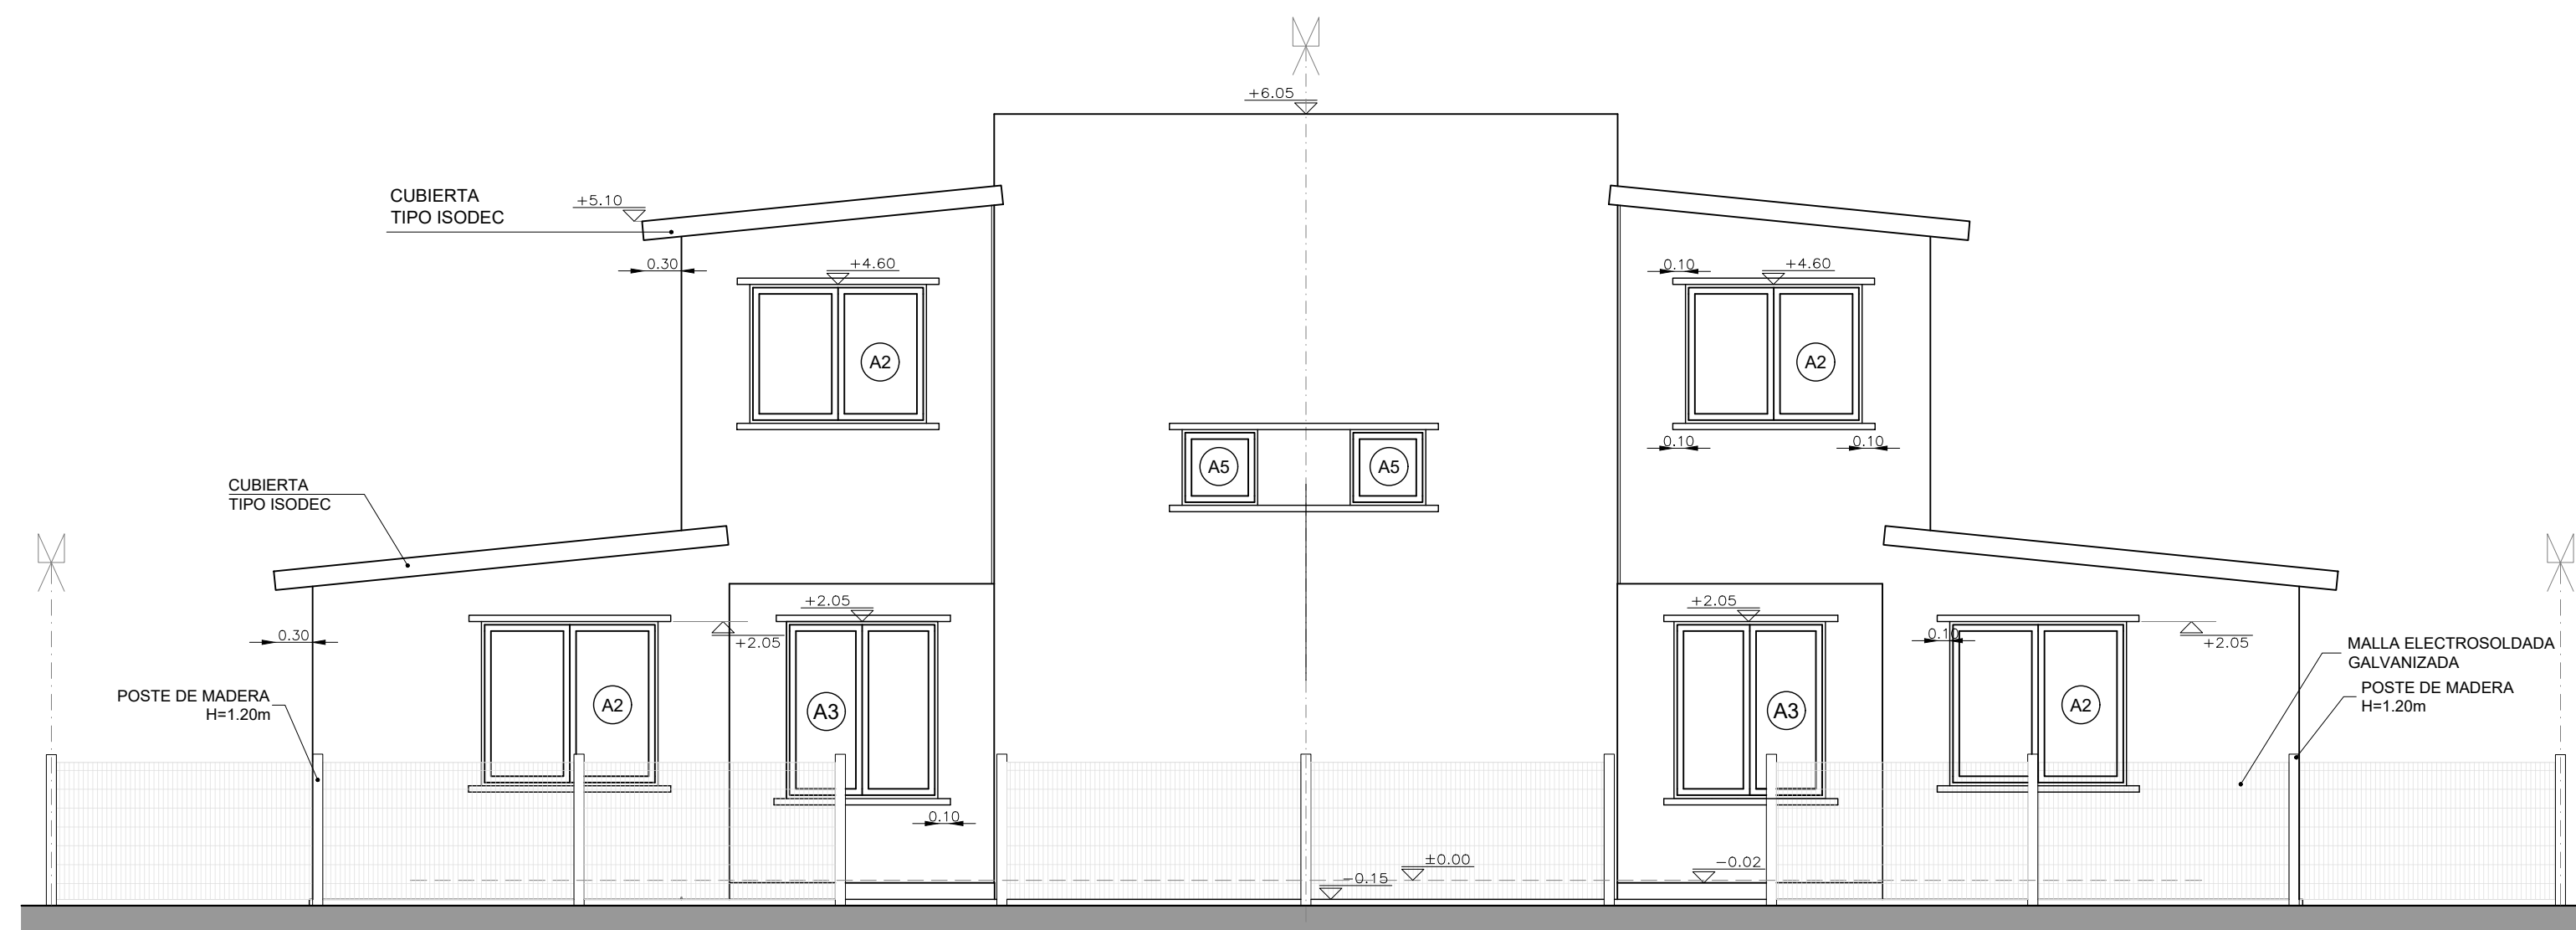 +6.05
CUBIERTA
TIPO ISODEC
+5.10
0.30
+4.60
0.10
+4.60
A2
A2
0.10
0.10
A5
A5
CUBIERTA
TIPO ISODEC
+2.05
+2.05
0.30
+2.05
0.10
+2.05
MALLA ELECTROSOLDADA
GALVANIZADA
POSTE DE MADERA
H=1.20m
POSTE DE MADERA
H=1.20m
A2
A3
A3
A2
0.10
±0.00
-0.02
-0.15